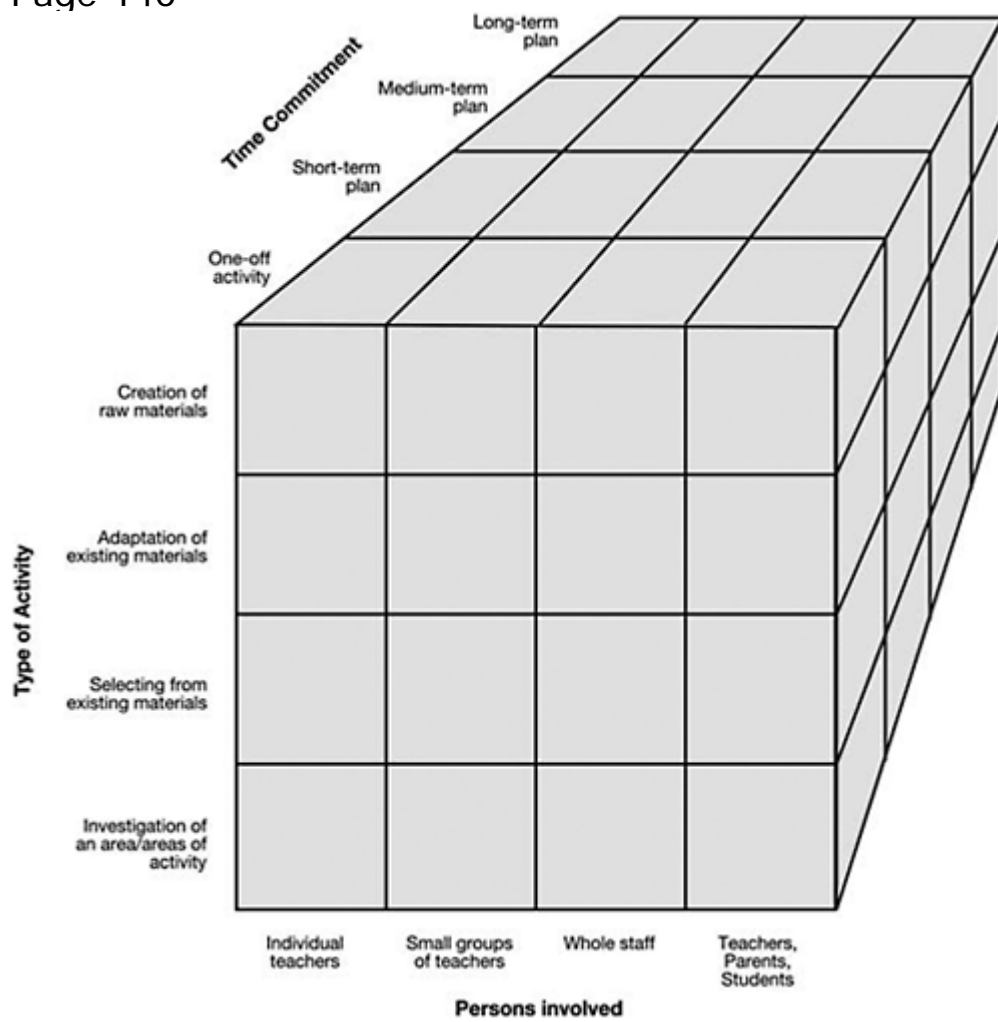 Page 140
Long-term
plan
Medium-term
plan
Time Commitment
Short-term
plan
One-off
activity
Creation of
raw materials
Adaptation of
existing materials
Type of Activity
Selecting from
existing materials
Investigation of
an area/areas of
activity
Individual
teachers
Small groups
of teachers
Whole staff
Teachers,
Parents,
Students
Persons involved